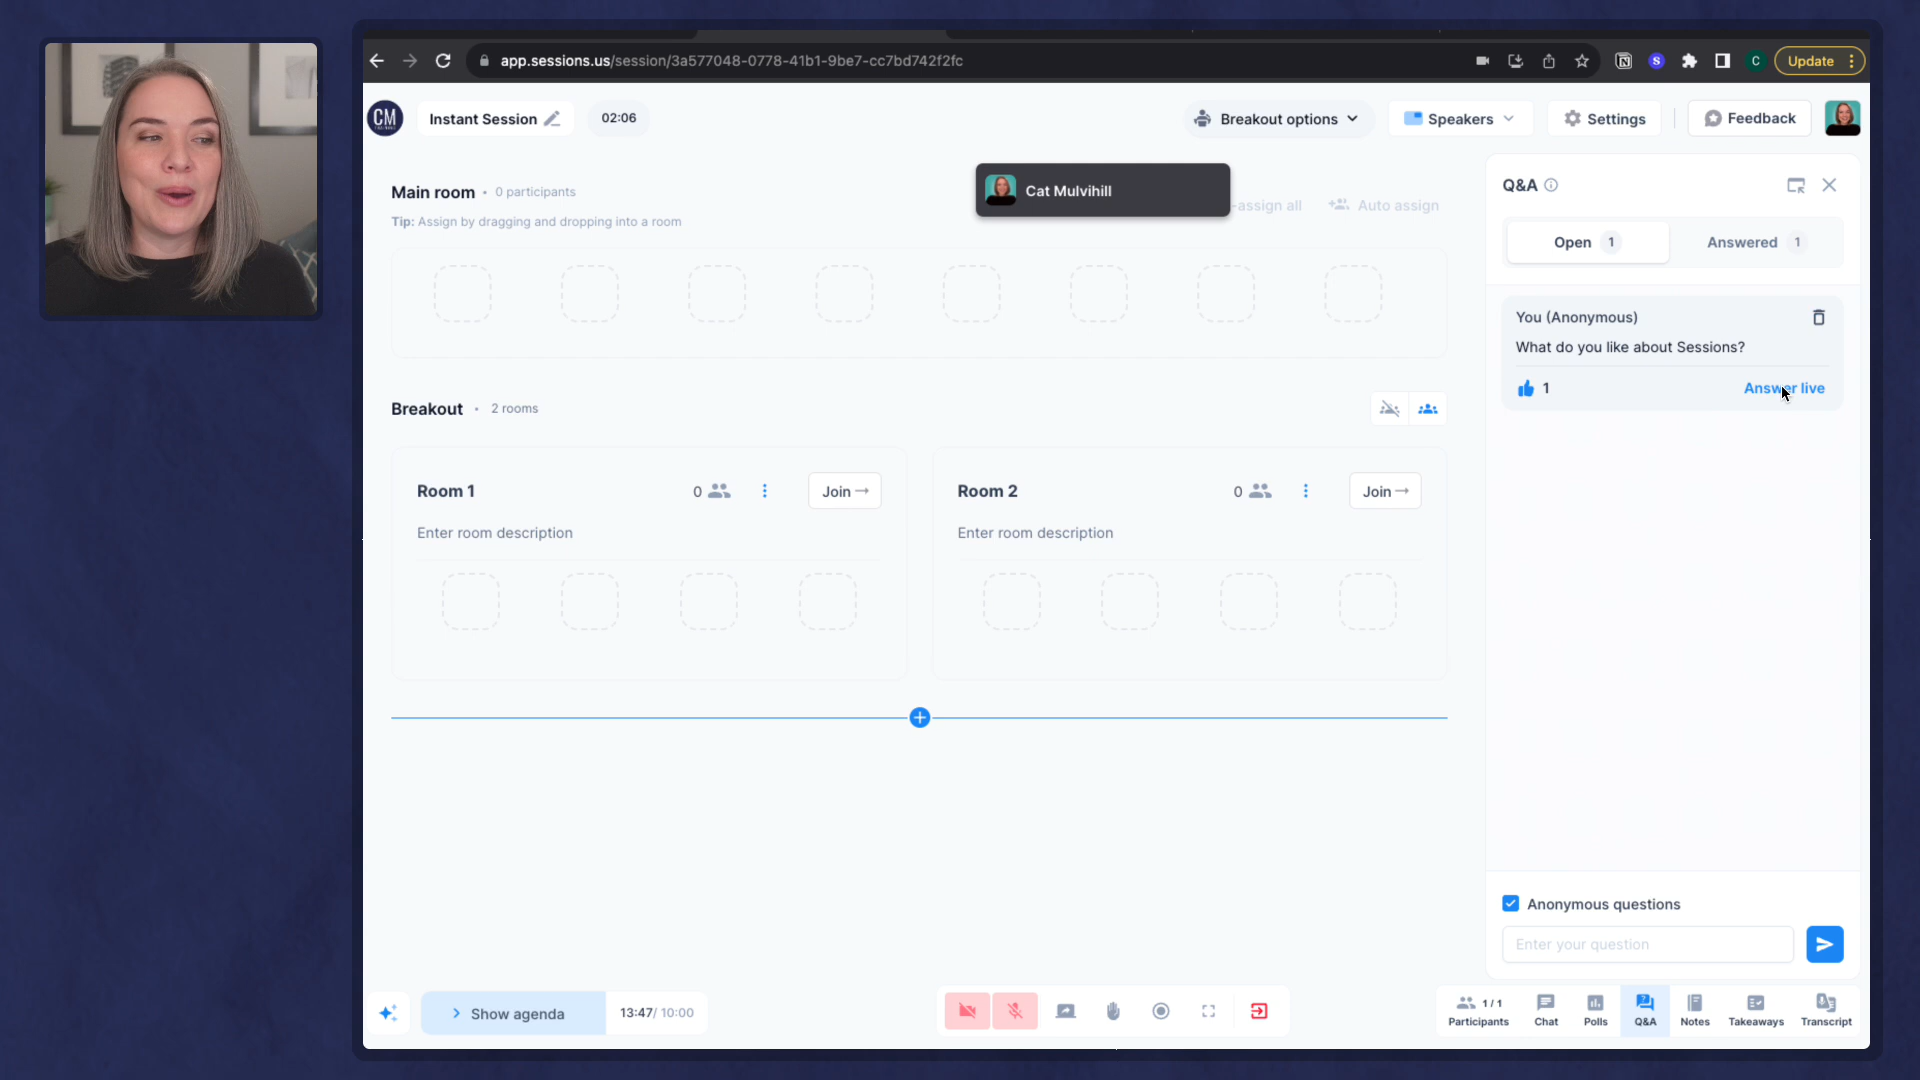 app.sessions.us/session/3a577048-0778-41b1-9be7-cc7bd742f2fc
C
Update
CM
Instant Session
02:06
Breakout options
Speakers
Settings
Feedback
Main room • 0 participants
Tip: Assign by dragging and dropping into a room
Cat Mulvihill
-assign all
Auto assign
Breakout • 2 rooms
Room 1
0
Join
Enter room description
Room 2
0
Join
Enter room description
Q&A
Open 1
Answered 1
You (Anonymous)
What do you like about Sessions?
1
Answer live
Anonymous questions
Enter your question
Show agenda
13:47/ 10:00
1 / 1
Participants
Chat
Polls
Q&A
Notes
Takeaways
Transcript